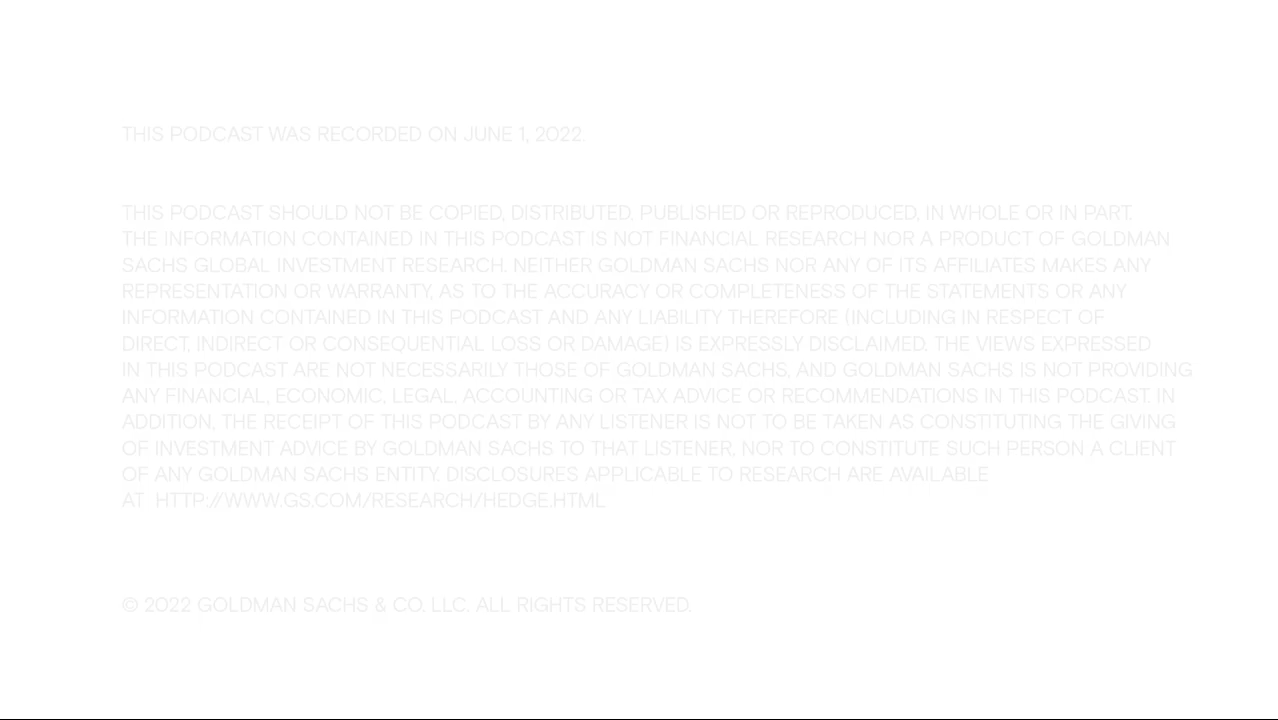 THIS PODCAST WAS RECORDED ON JUNE 1, 2022.
THIS PODCAST SHOULD NOT BE COPIED, DISTRIBUTED, PUBLISHED OR REPRODUCED, IN WHOLE OR IN PART.
THE INFORMATION CONTAINED IN THIS PODCAST IS NOT FINANCIAL RESEARCH NOR A PRODUCT OF GOLDMAN
SACHS GLOBAL INVESTMENT RESEARCH. NEITHER GOLDMAN SACHS NOR ANY OF ITS AFFILIATES MAKES ANY
REPRESENTATION OR WARRANTY, AS TO THE ACCURACY OR COMPLETENESS OF THE STATEMENTS OR ANY
INFORMATION CONTAINED IN THIS PODCAST AND ANY LIABILITY THEREFORE (INCLUDING IN RESPECT OF
DIRECT, INDIRECT OR CONSEQUENTIAL LOSS OR DAMAGE) IS EXPRESSLY DISCLAIMED. THE VIEWS EXPRESSED
IN THIS PODCAST ARE NOT NECESSARILY THOSE OF GOLDMAN SACHS, AND GOLDMAN SACHS IS NOT PROVIDING
ANY FINANCIAL, ECONOMIC, LEGAL, ACCOUNTING OR TAX ADVICE OR RECOMMENDATIONS IN THIS PODCAST. IN
ADDITION, THE RECEIPT OF THIS PODCAST BY ANY LISTENER IS NOT TO BE TAKEN AS CONSTITUTING THE GIVING
OF INVESTMENT ADVICE BY GOLDMAN SACHS TO THAT LISTENER, NOR TO CONSTITUTE SUCH PERSON A CLIENT
OF ANY GOLDMAN SACHS ENTITY. DISCLOSURES APPLICABLE TO RESEARCH ARE AVAILABLE
AT HTTP://WWW.GS.COM/RESEARCH/HEDGE.HTML
© 2022 GOLDMAN SACHS & CO. LLC. ALL RIGHTS RESERVED.